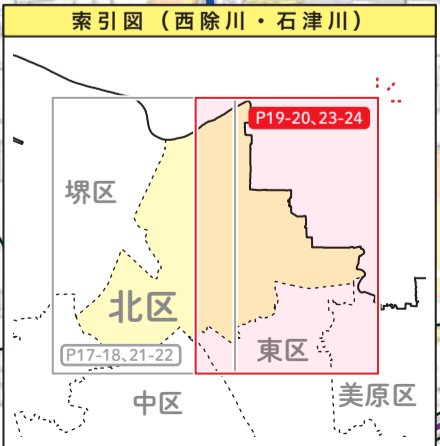 索引図（西除川・石津川）
P19-20、23-24
堺区
北区
P17-18、21-22
東区
中区
美原区